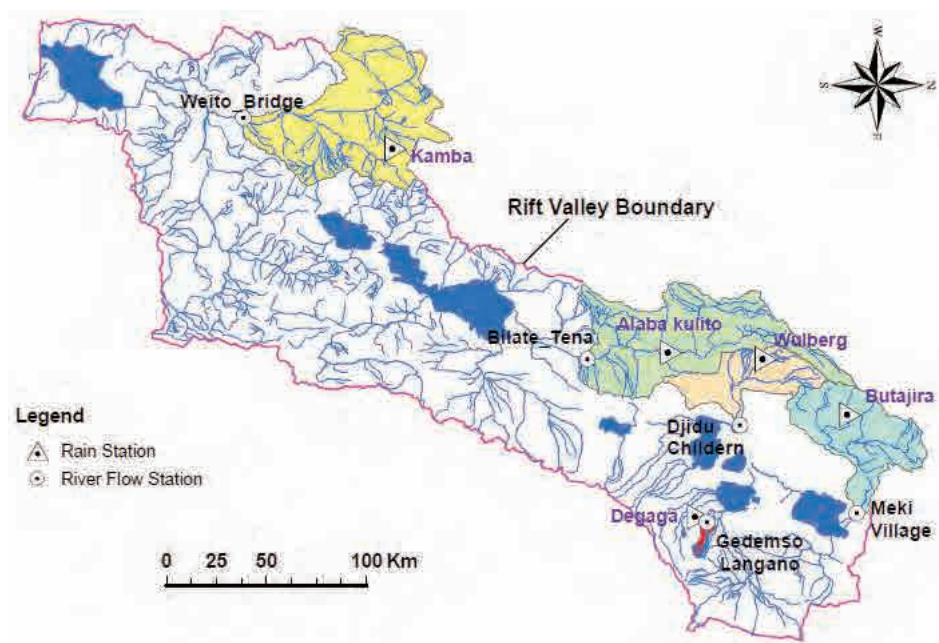 W
S
N
E
Weito_Bridge
Kamba
Rift Valley Boundary
Bilate_Tena
Alaba kulito
Wulberg
Butajira
Djidu
Childern
Meki
Village
Degaga
Gedemso
Langano
Legend
Rain Station
River Flow Station
0 25 50 100 Km